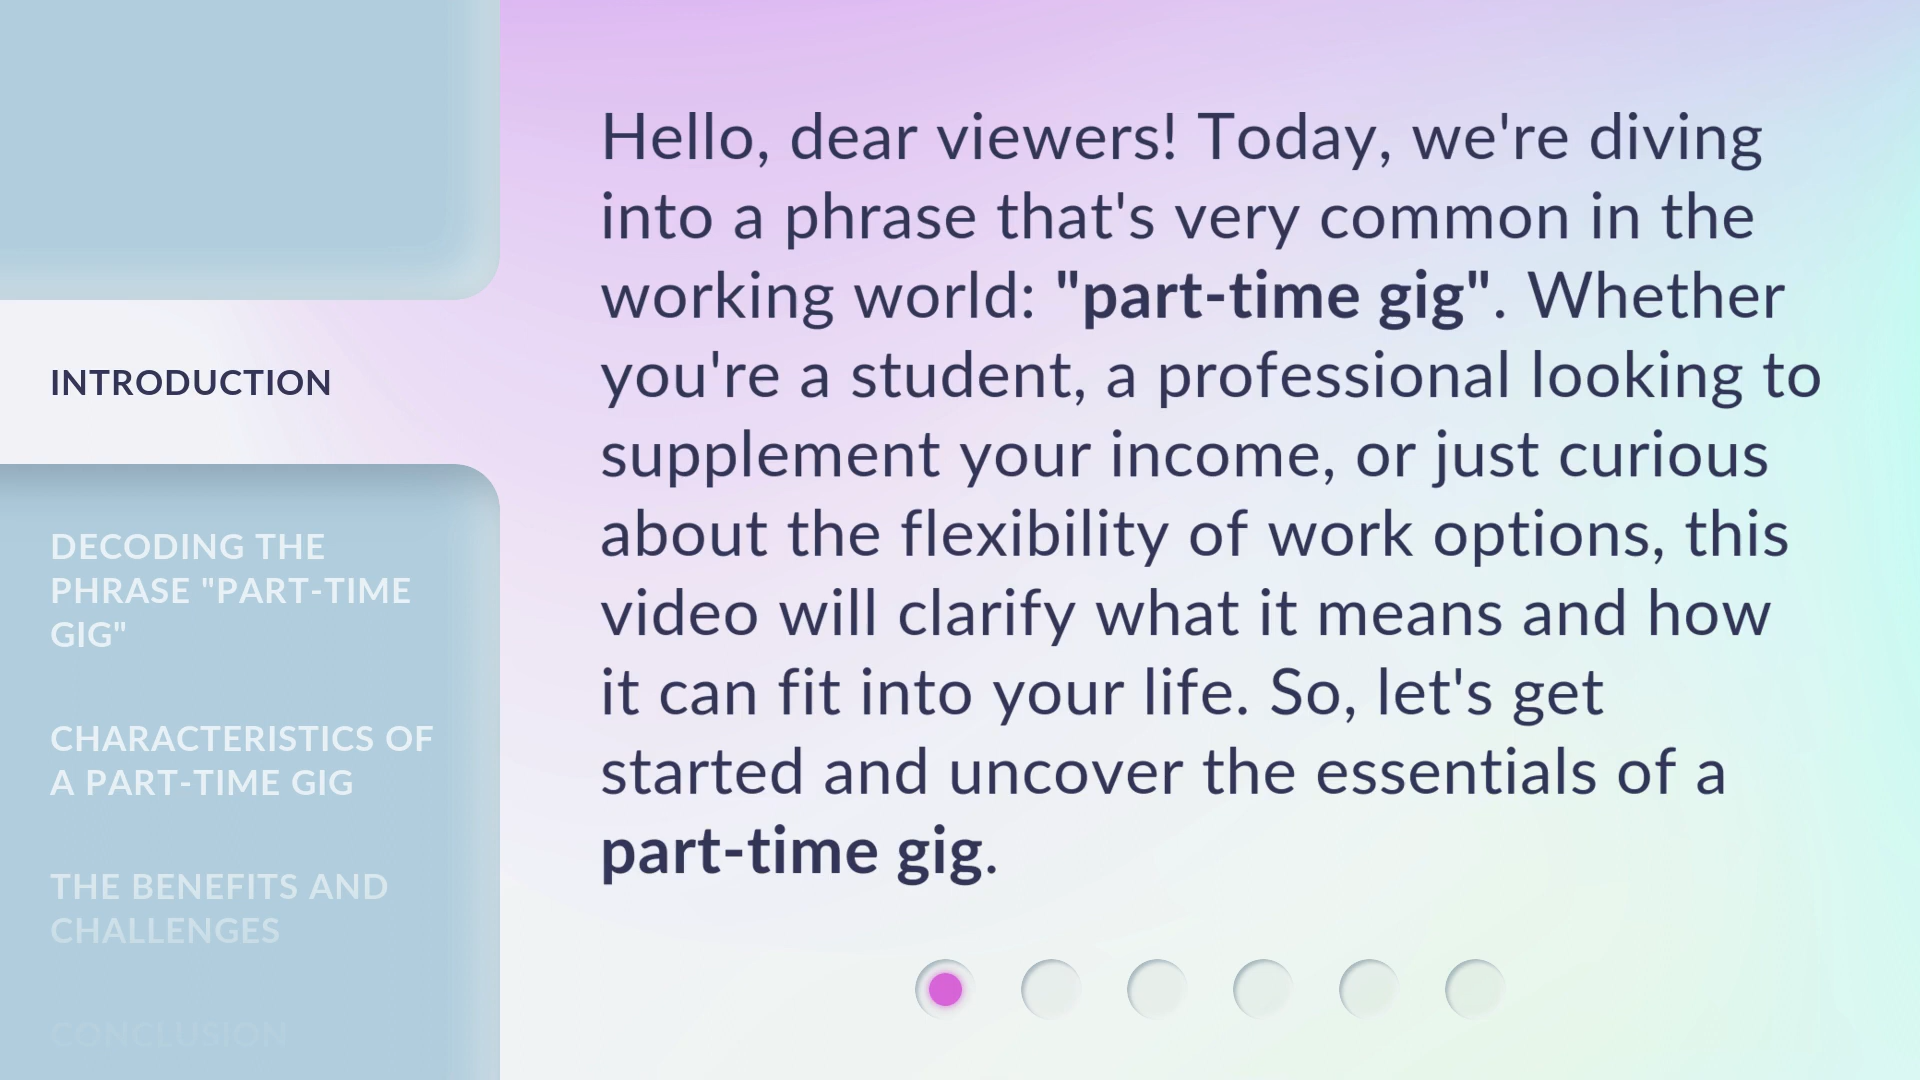 INTRODUCTION
DECODING THE
PHRASE "PART-TIME
GIG"
CHARACTERISTICS OF
A PART-TIME GIG
THE BENEFITS AND
CHALLENGES
CONCLUSION
Hello, dear viewers! Today, we're diving
into a phrase that's very common in the
working world: "part-time gig". Whether
you're a student, a professional looking to
supplement your income, or just curious
about the flexibility of work options, this
video will clarify what it means and how
it can fit into your life. So, let's get
started and uncover the essentials of a
part-time gig.